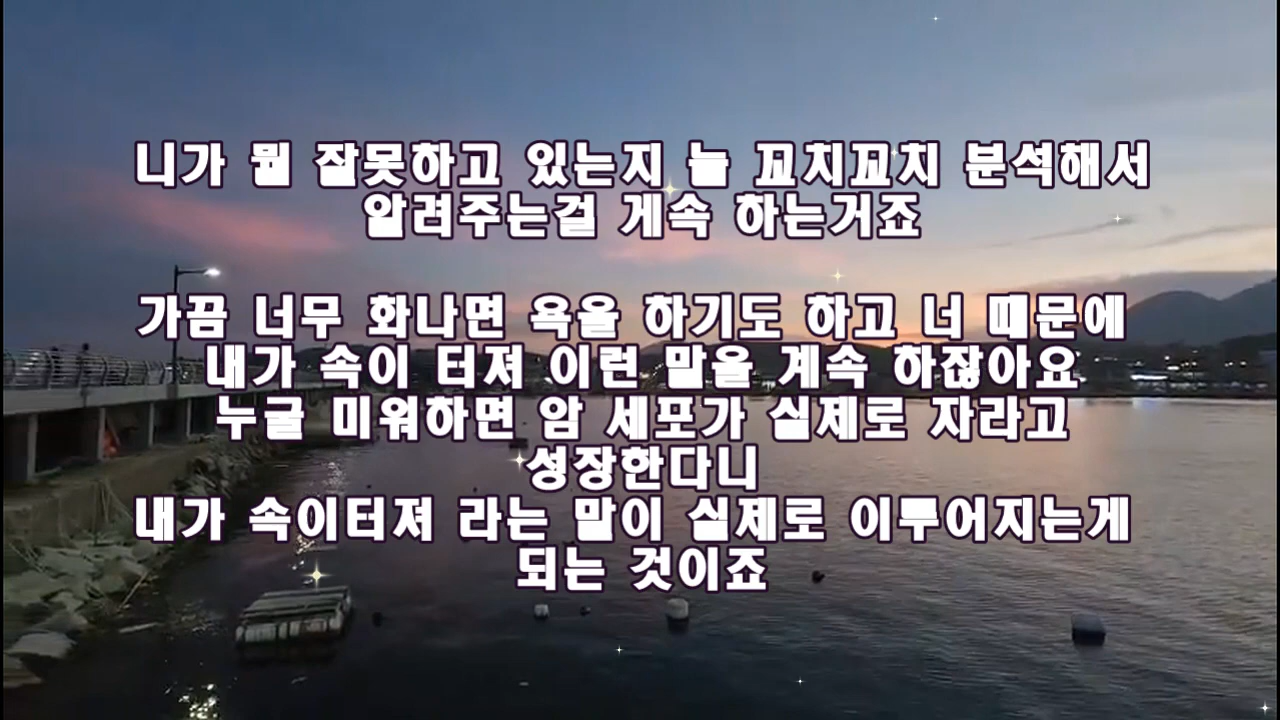 니가 뭘 잘못하고 있는지 늘 꼬치꼬치 분석해서
알려주는걸 게속 하는거죠
가끔 너무 화나면 욕을 하기도 하고 너 때문에
내가 속이 터져 이런 말을 계속 하잖아요
누굴 미워하면 암 세포가 실제로 자라고
성장한다니
내가 속이터져 라는 말이 실제로 이루어지는게
되는 것이죠